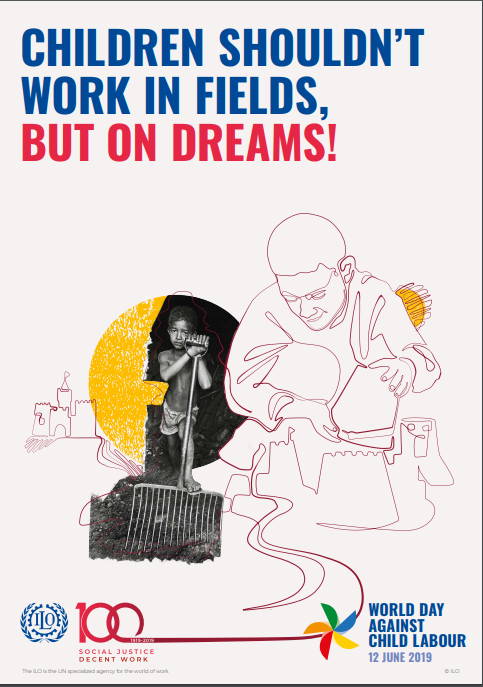 CHILDREN SHOULDN'T
WORK IN FIELDS,
BUT ON DREAMS!
ILO
100
1919-2019
SOCIAL JUSTICE
DECENT WORK
WORLD DAY
AGAINST
CHILD LABOUR
12 JUNE 2019
The ILO is the UN specialized agency for the world of work
© ILO